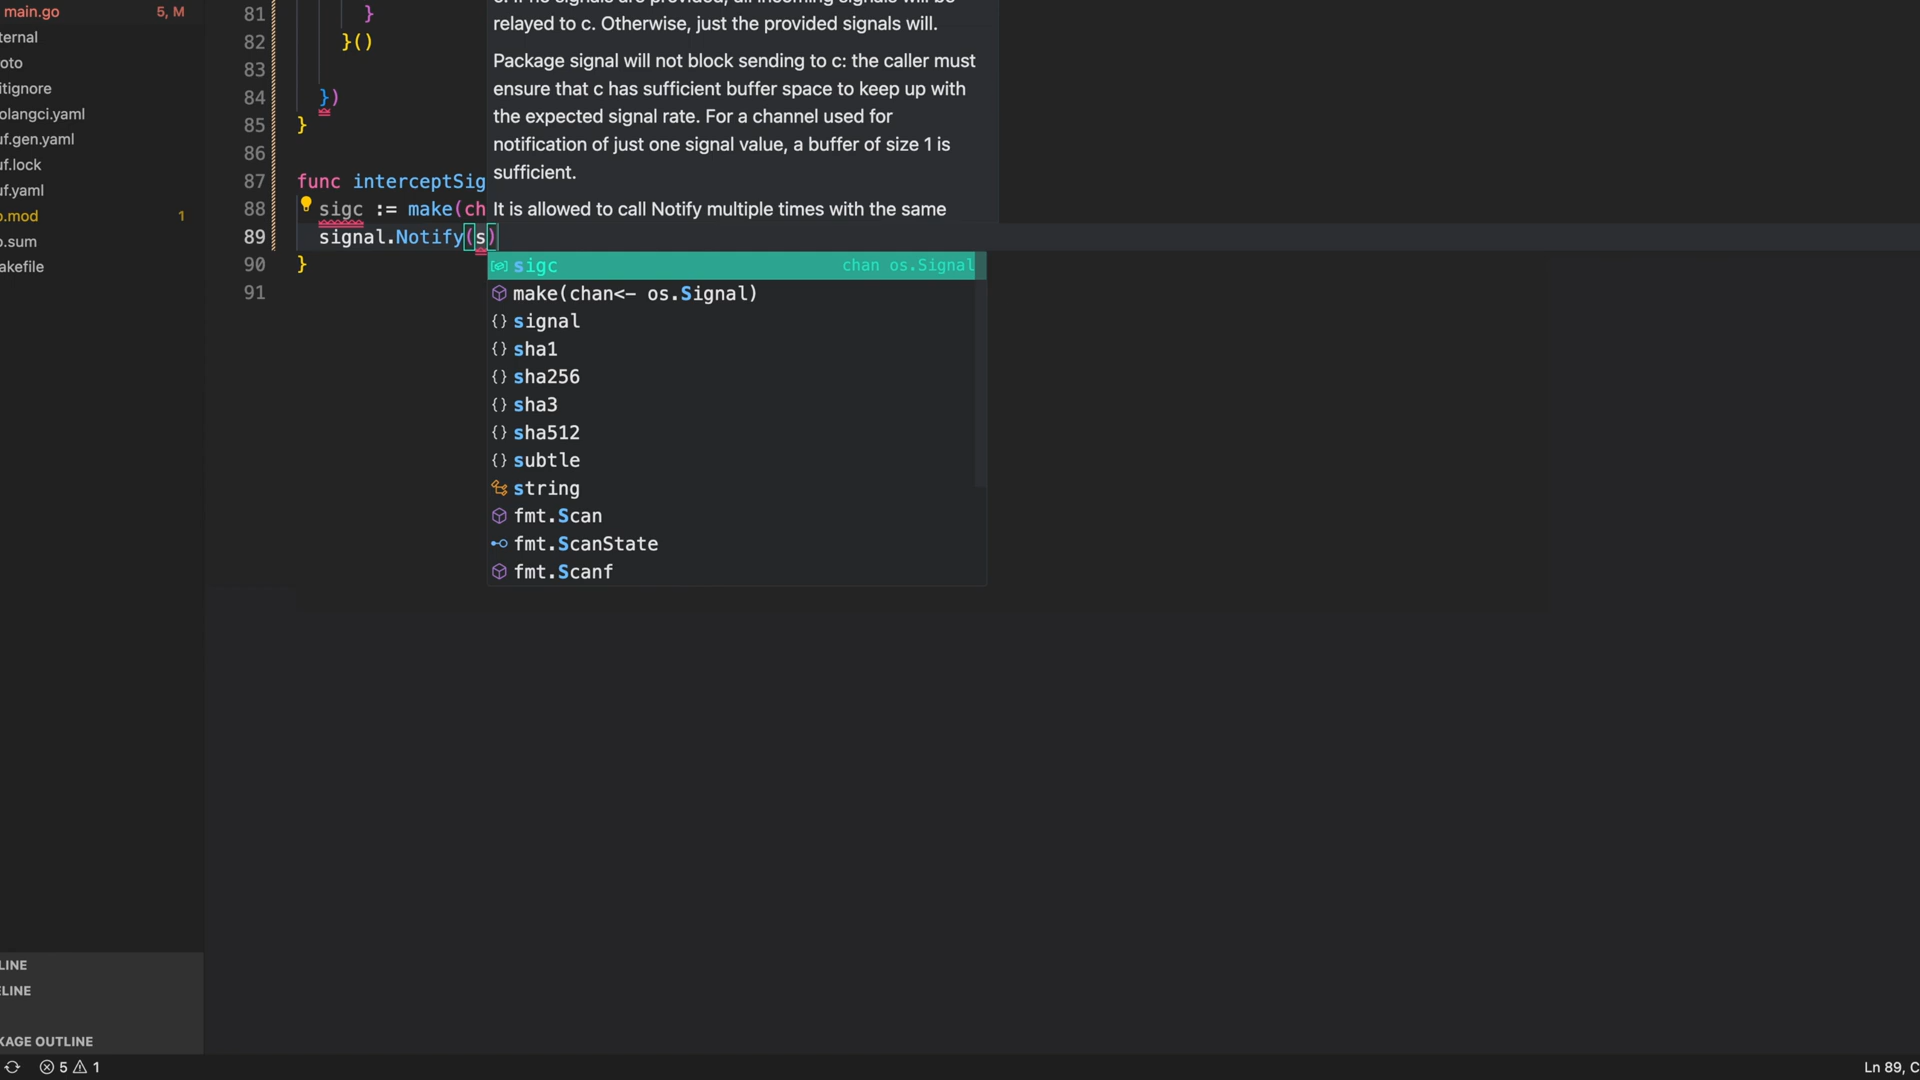 main.go 5, M
ternal
oto
itignore
olangci.yaml
uf.gen.yaml
uf.lock
uf.yaml
o.mod 1
o.sum
akefile
LINE
ELINE
KAGE OUTLINE
81 }
82 }()
83
84 })
85 }
86
87 func interceptSig
88 sigc := make(ch
89 signal.Notify(s)
90 }
91
relayed to c. Otherwise, just the provided signals will.
Package signal will not block sending to c: the caller must
ensure that c has sufficient buffer space to keep up with
the expected signal rate. For a channel used for
notification of just one signal value, a buffer of size 1 is
sufficient.
It is allowed to call Notify multiple times with the same
sigc chan os.Signal
make(chan<- os.Signal)
{} signal
{} sha1
{} sha256
{} sha3
{} sha512
{} subtle
string
fmt.Scan
fmt.ScanState
fmt.Scanf
5 1
Ln 89, C